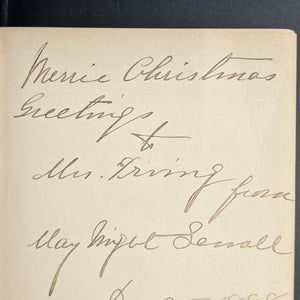 Merrie Christmas
Greetings
to
Mrs. Irving
from
May Wright Sewall